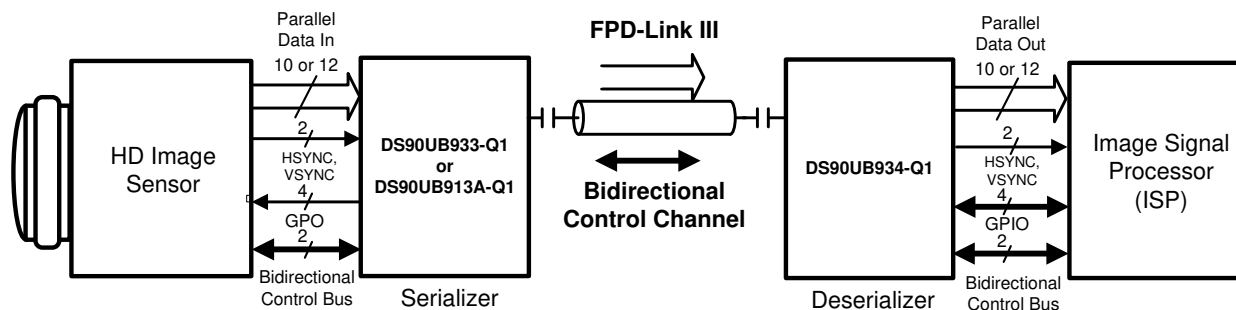 Parallel
Data In
10 or 12
2
HSYNC,
VSYNC
4
GPO
2
Bidirectional
Control Bus
HD Image
Sensor
DS90UB933-Q1
or
DS90UB913A-Q1
Serializer
FPD-Link III
Bidirectional
Control Channel
DS90UB934-Q1
Deserializer
Parallel
Data Out
10 or 12
2
HSYNC,
VSYNC
4
GPIO
2
Bidirectional
Control Bus
Image Signal
Processor
(ISP)